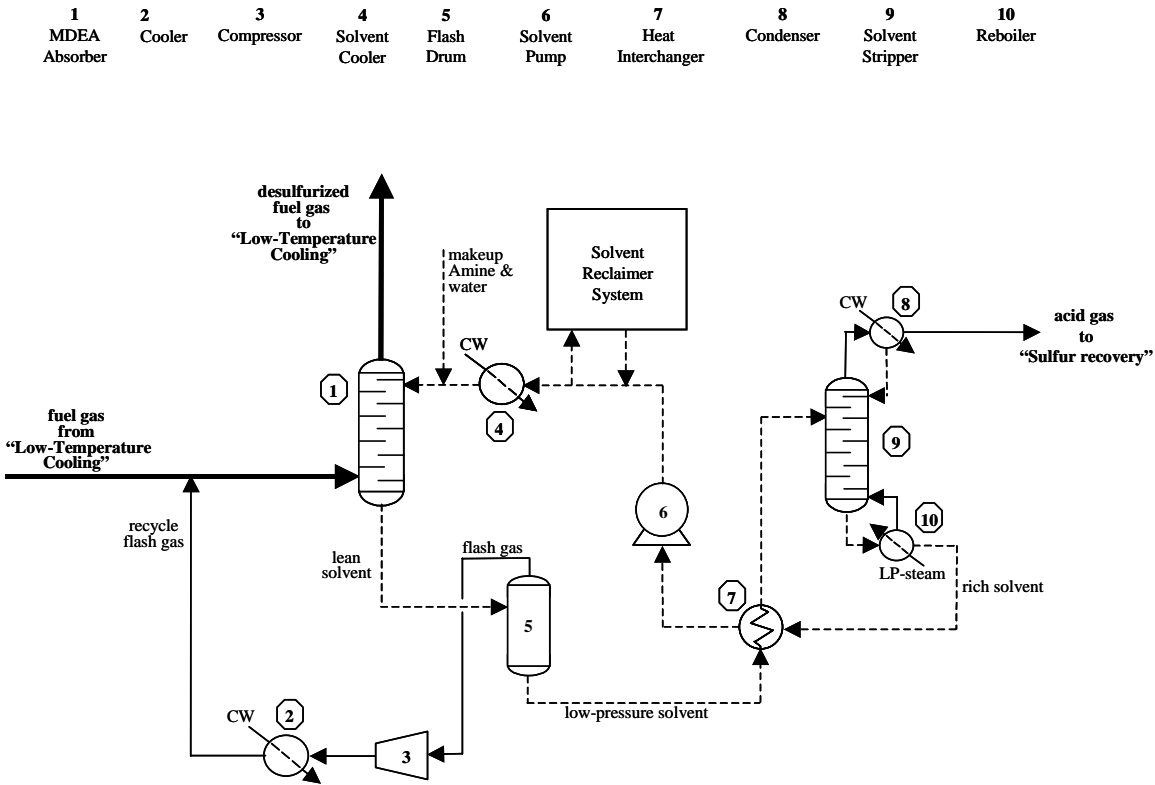 1 2 3 4 5 6 7 8 9 10
MDEA Cooler Compressor Solvent Flash Solvent Heat Condenser Solvent Reboiler
Absorber Cooler Drum Pump Interchanger Stripper
desulfurized
fuel gas
to
“Low-Temperature
Cooling”
makeup
Amine &
water
Solvent
Reclaimer
System
CW
8
acid gas
to
“Sulfur recovery”
CW
1
4
9
fuel gas
from
“Low-Temperature
Cooling”
recycle
flash gas
6
10
lean
solvent
flash gas
LP-steam
rich solvent
7
5
low-pressure solvent
CW
2
3